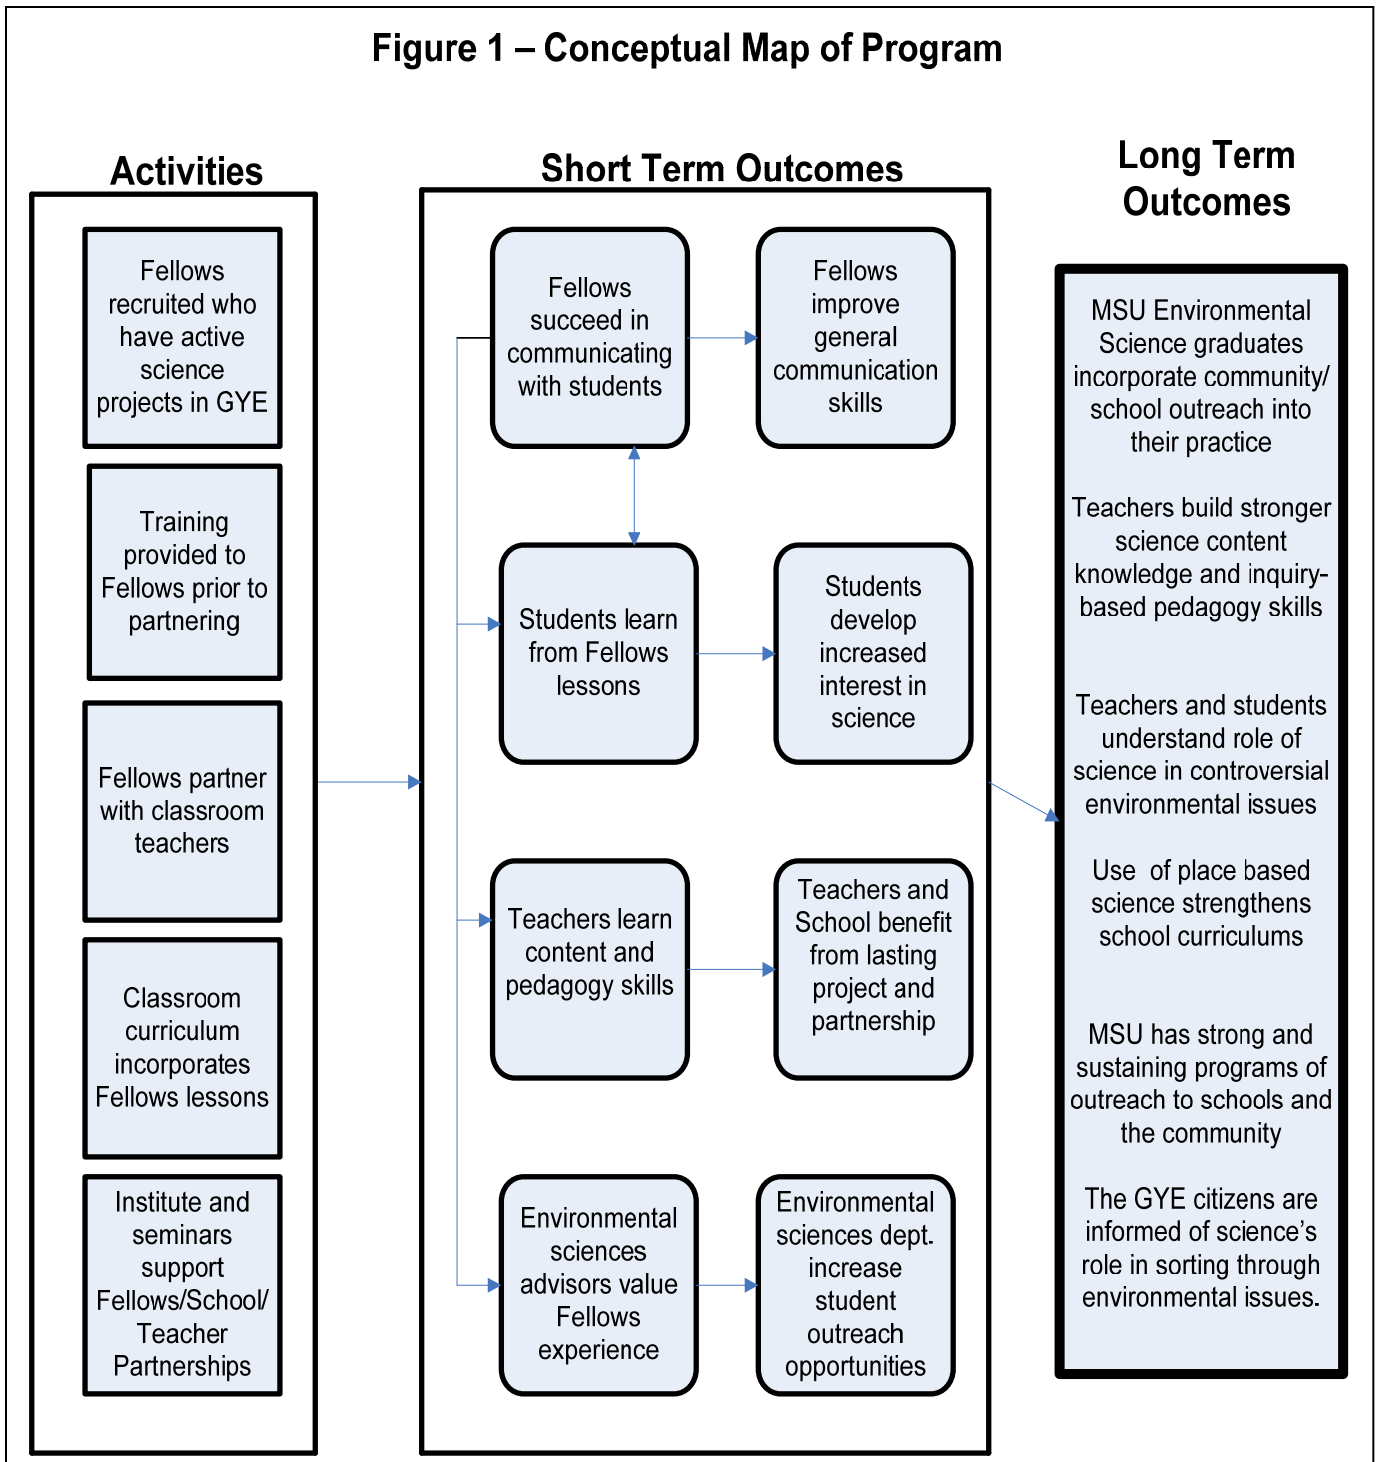 Figure 1 – Conceptual Map of Program
Activities
Fellows
recruited who
have active
science
projects in GYE
Training
provided to
Fellows prior to
partnering
Fellows partner
with classroom
teachers
Classroom
curriculum
incorporates
Fellows lessons
Institute and
seminars
support
Fellows/School/
Teacher
Partnerships
Short Term Outcomes
Fellows
succeed in
communicating
with students
Fellows
improve
general
communication
skills
Students learn
from Fellows
lessons
Students
develop
increased
interest in
science
Teachers learn
content and
pedagogy skills
Teachers and
School benefit
from lasting
project and
partnership
Environmental
sciences
advisors value
Fellows
experience
Environmental
sciences dept.
increase
student
outreach
opportunities
Long Term
Outcomes
MSU Environmental
Science graduates
incorporate community/
school outreach into
their practice
Teachers build stronger
science content
knowledge and inquiry-
based pedagogy skills
Teachers and students
understand role of
science in controversial
environmental issues
Use of place based
science strengthens
school curriculums
MSU has strong and
sustaining programs of
outreach to schools and
the community
The GYE citizens are
informed of science’s
role in sorting through
environmental issues.